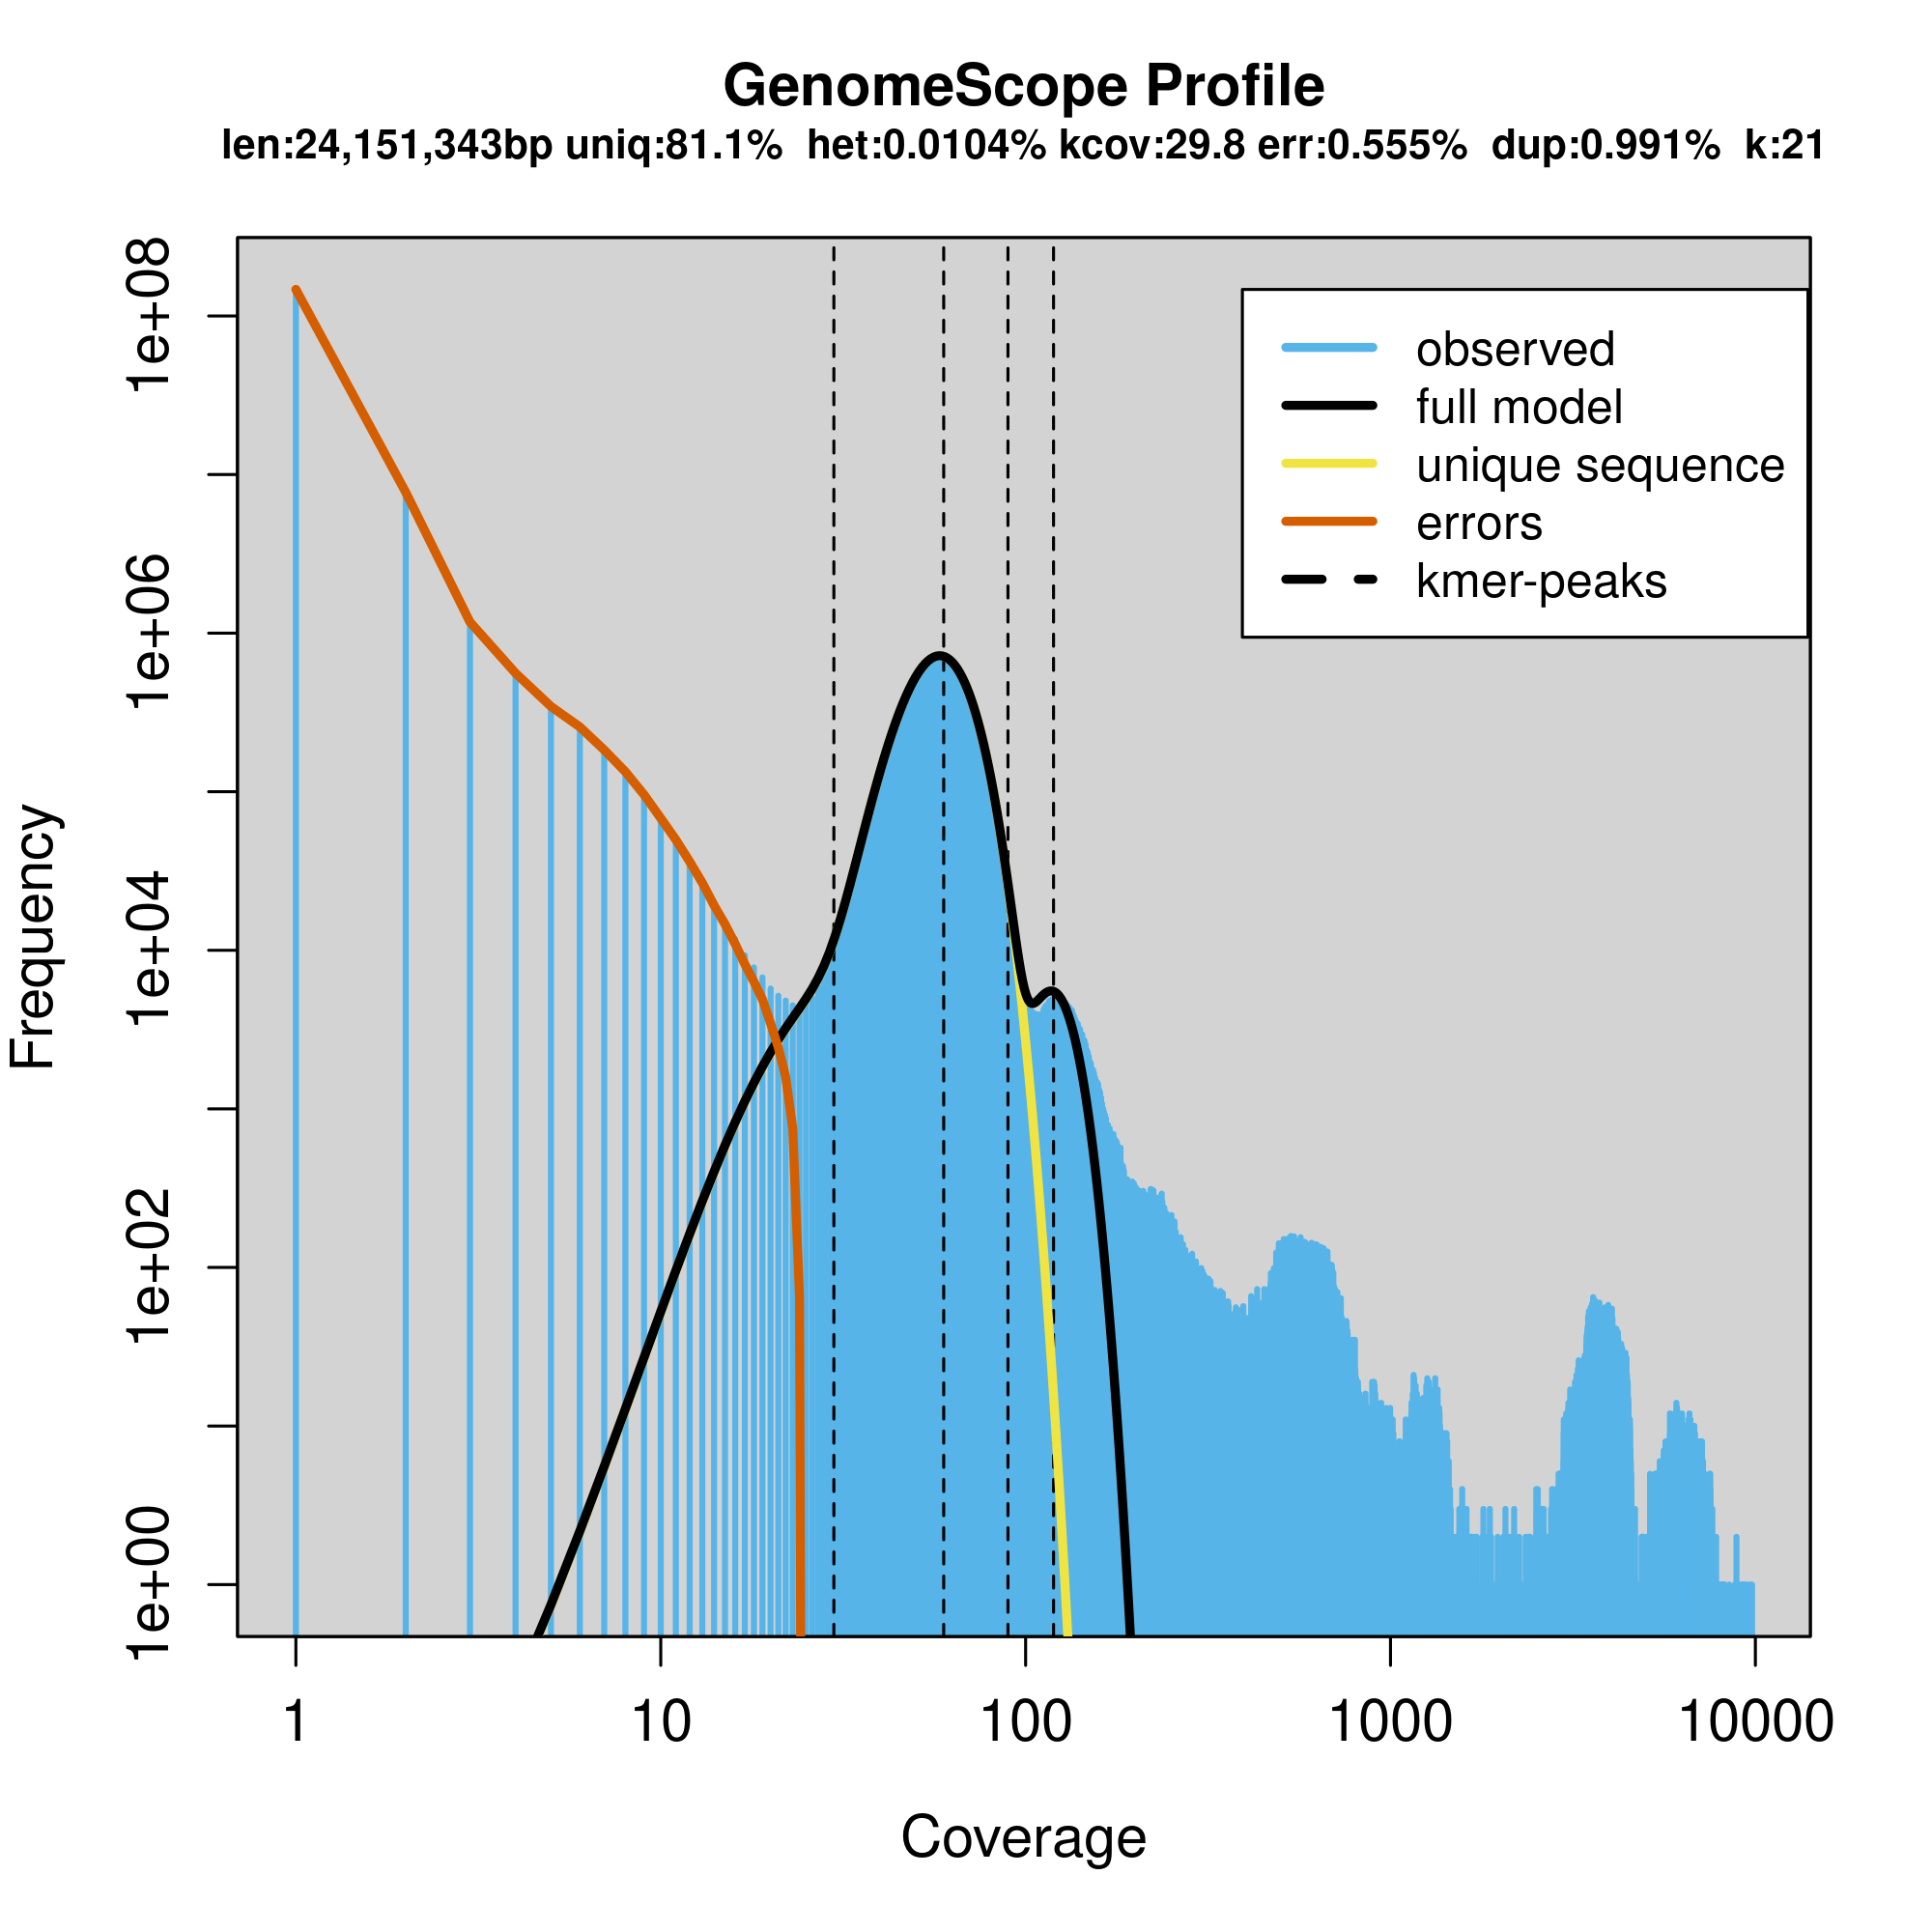 GenomeScope Profile
len:24,151,343bp uniq:81.1% het:0.0104% kcov:29.8 err:0.555% dup:0.991% k:21
1e+08
1e+06
1e+04
1e+02
1e+00
Frequency
observed
full model
unique sequence
errors
kmer-peaks
1 10 100 1000 10000
Coverage